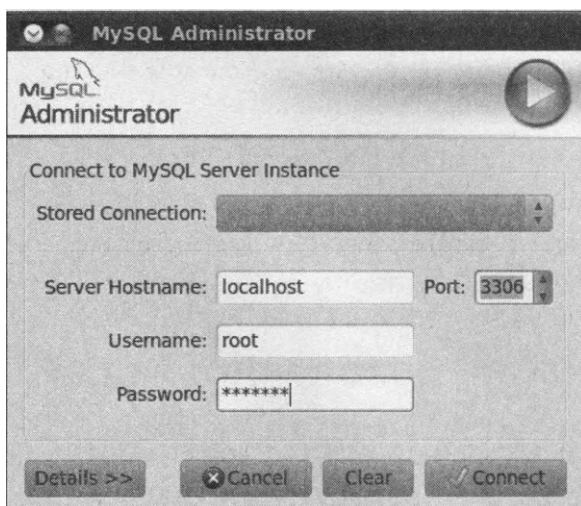 MySQL Administrator
MySQL
Administrator
Connect to MySQL Server Instance
Stored Connection:
Server Hostname: localhost Port: 3306
Username: root
Password: *******
Details >> Cancel Clear Connect